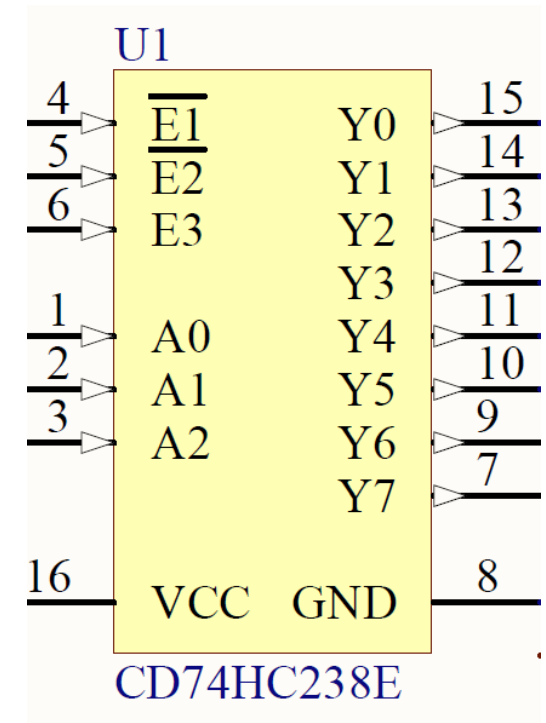 U1
4 E1 Y0 15
5 E2 Y1 14
6 E3 Y2 13
Y3 12
1 A0 Y4 11
2 A1 Y5 10
3 A2 Y6 9
Y7 7
16 VCC GND 8
CD74HC238E